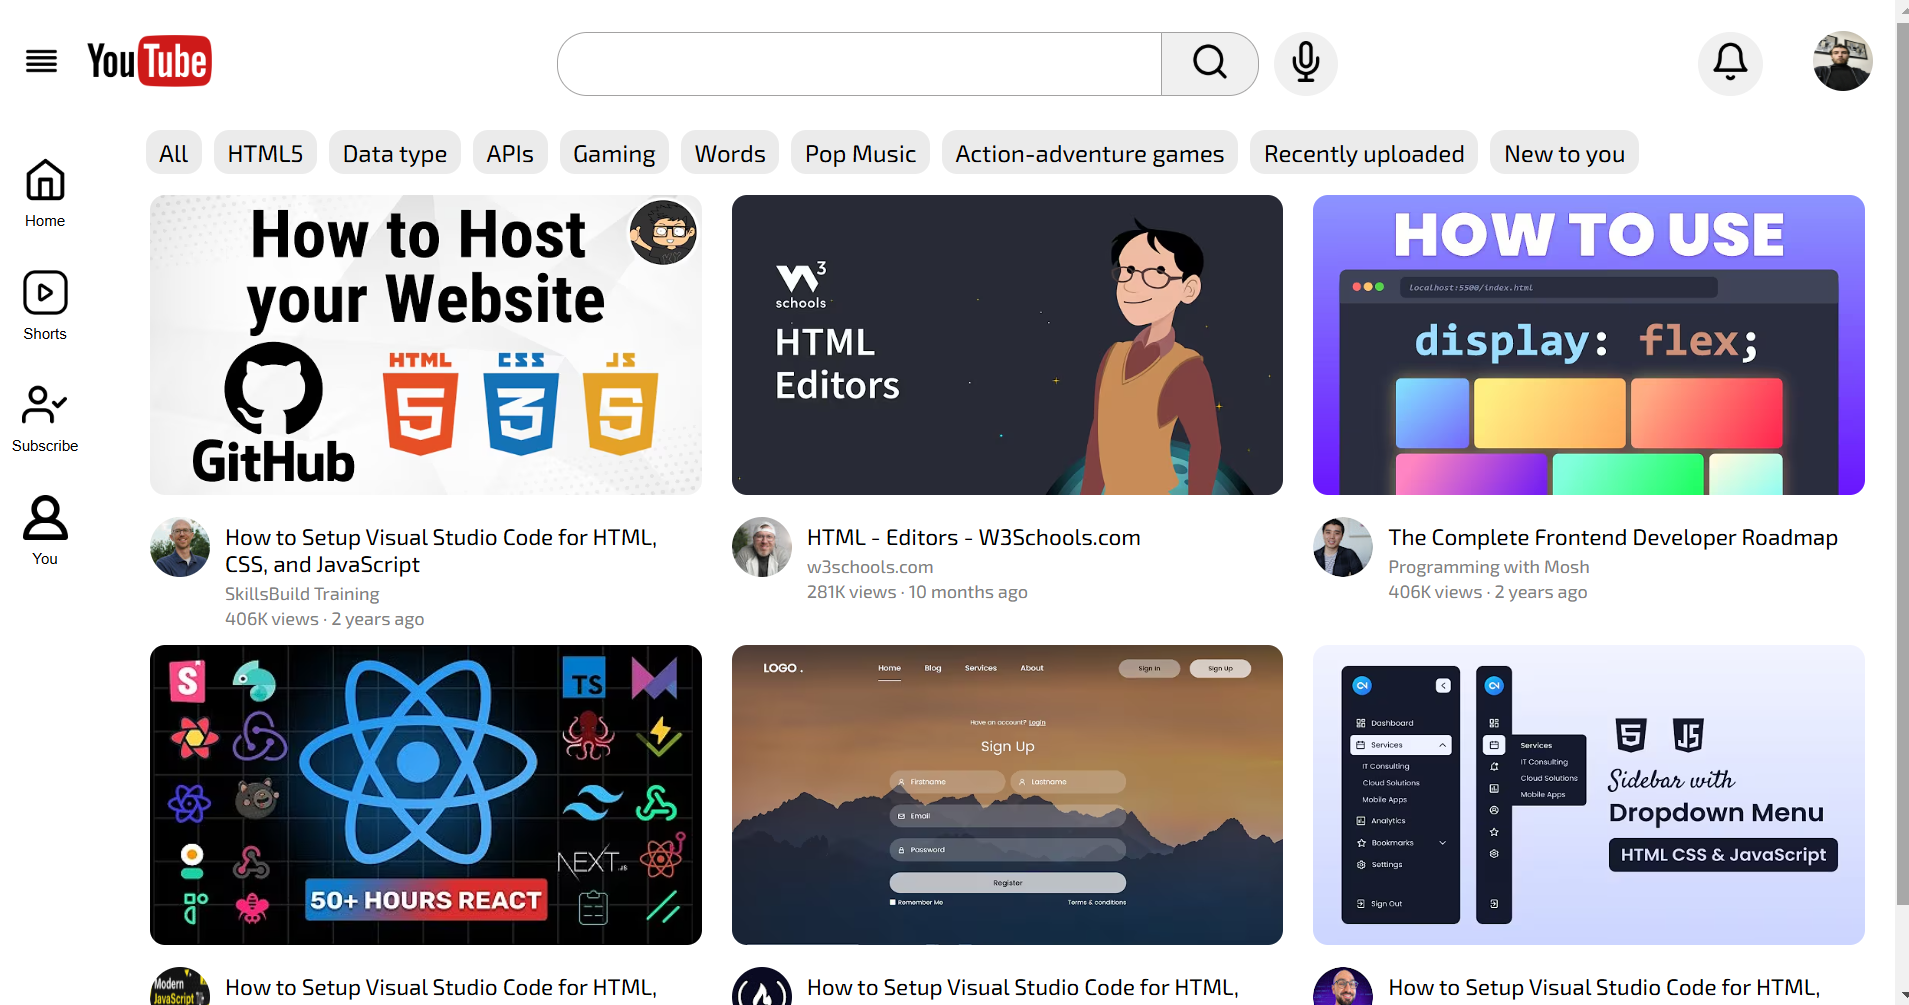 YouTube
All
HTML5
Data type
APIs
Gaming
Words
Pop Music
Action-adventure games
Recently uploaded
New to you
Home
Shorts
Subscribe
You
How to Host
your Website
GitHub
HTML
CSS
JS
W3
schools
HTML
Editors
HOW TO USE
localhost:5500/index.html
display: flex;
How to Setup Visual Studio Code for HTML,
CSS, and JavaScript
SkillsBuild Training
406K views · 2 years ago
HTML - Editors - W3Schools.com
w3schools.com
281K views · 10 months ago
The Complete Frontend Developer Roadmap
Programming with Mosh
406K views · 2 years ago
S
TS
NEXT.JS
50+ HOURS REACT
LOGO .
Home
Blog
Services
About
Sign In
Sign Up
Have an account? Login
Sign Up
Firstname
Lastname
Email
Password
Register
Remember Me
Terms & conditions
Dashboard
Services
IT Consulting
Cloud Solutions
Mobile Apps
Analytics
Bookmarks
Settings
Sign Out
Services
IT Consulting
Cloud Solutions
Mobile Apps
5
JS
Sidebar with
Dropdown Menu
HTML CSS & JavaScript
Modern
JavaScript
How to Setup Visual Studio Code for HTML,
How to Setup Visual Studio Code for HTML,
How to Setup Visual Studio Code for HTML,